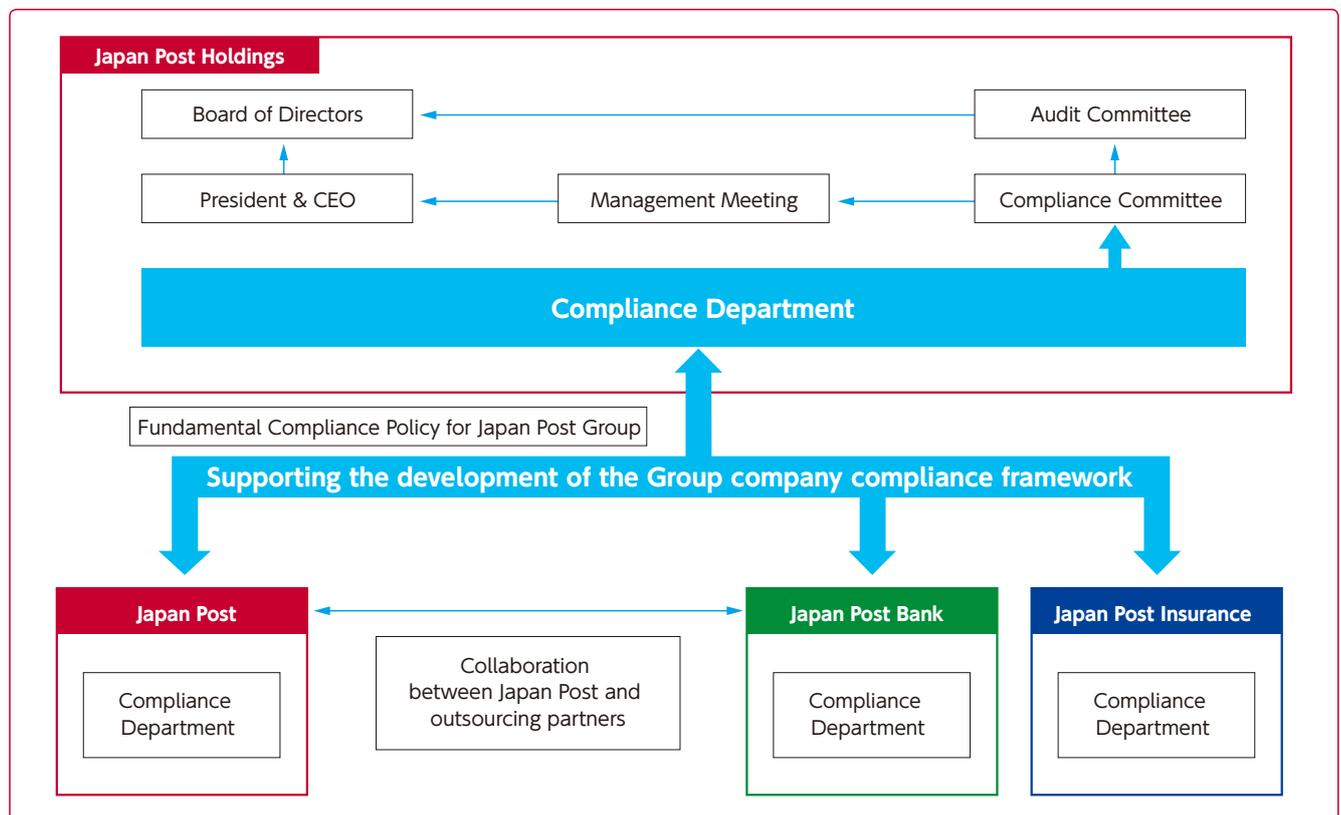 Japan Post Holdings
Board of Directors
Audit Committee
President & CEO
Management Meeting
Compliance Committee
Compliance Department
Fundamental Compliance Policy for Japan Post Group
Supporting the development of the Group company compliance framework
Japan Post
Japan Post Bank
Japan Post Insurance
Collaboration
between Japan Post and
outsourcing partners
Compliance
Department
Compliance
Department
Compliance
Department